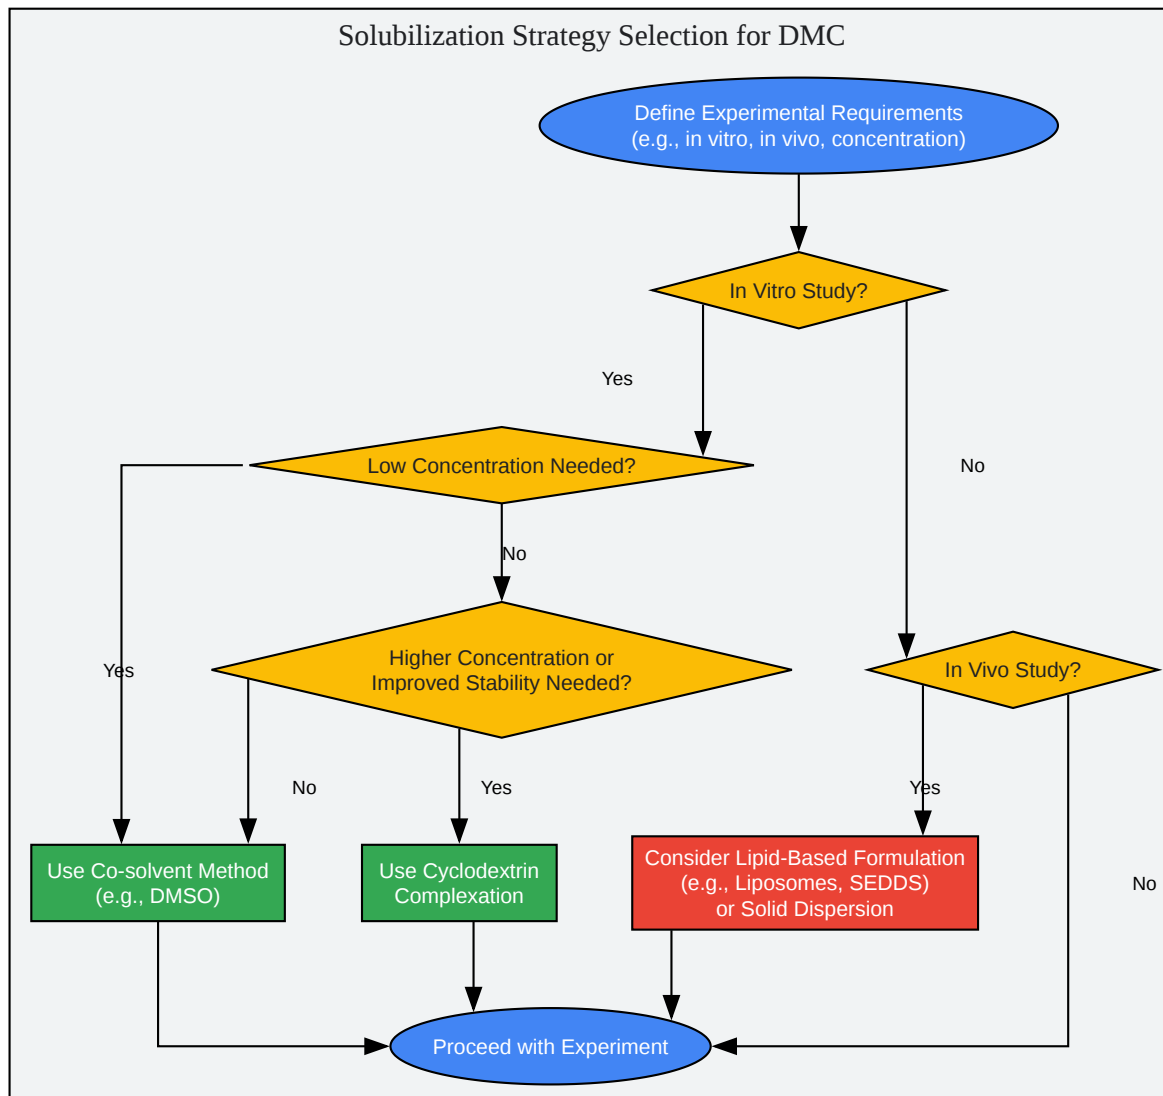 Solubilization Strategy Selection for DMC
Define Experimental Requirements
(e.g., in vitro, in vivo, concentration)
In Vitro Study?
Yes
Low Concentration Needed?
No
No
Higher Concentration or
Improved Stability Needed?
Yes
In Vivo Study?
No
Yes
Yes
Use Co-solvent Method
(e.g., DMSO)
Use Cyclodextrin
Complexation
Consider Lipid-Based Formulation
(e.g., Liposomes, SEDDS)
or Solid Dispersion
No
Proceed with Experiment